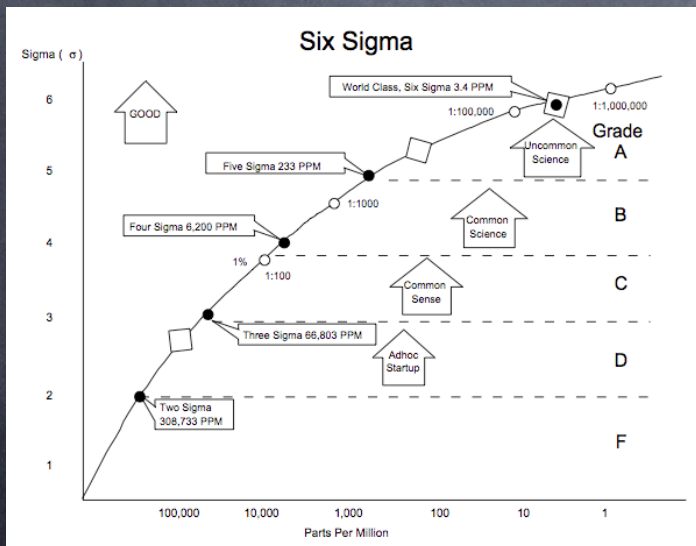 Six Sigma
Sigma ( σ)
6
World Class, Six Sigma 3.4 PPM
GOOD
1:100,000
1:1,000,000
Grade
Uncommon
Science
A
Five Sigma 233 PPM
5
1:1000
Common
Science
B
Four Sigma 6,200 PPM
4
1%
1:100
Common
Sense
C
3
Three Sigma 66,803 PPM
Adhoc
Startup
D
2
Two Sigma
308,733 PPM
F
1
100,000 10,000 1,000 100 10 1
Parts Per Million